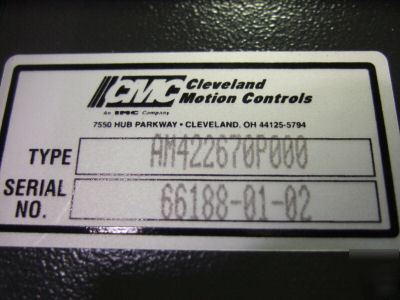 CMC Cleveland Motion Controls
An IMC Company
7550 HUB PARKWAY • CLEVELAND, OH 44125-5794
TYPE AM422670P000
SERIAL NO. 66188-01-02